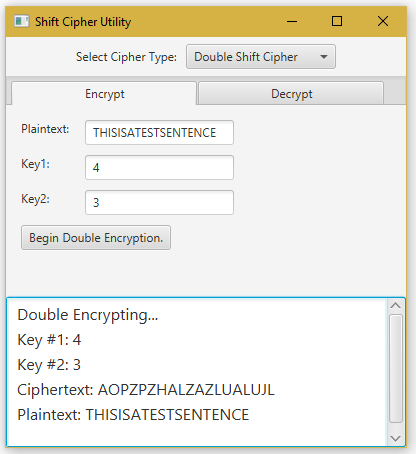 Shift Cipher Utility
Select Cipher Type: Double Shift Cipher
Encrypt Decrypt
Plaintext: THISISATESTSENTENCE
Key1: 4
Key2: 3
Begin Double Encryption.
Double Encrypting...
Key #1: 4
Key #2: 3
Ciphertext: AOPZPZHALZAZLUALUJL
Plaintext: THISISATESTSENTENCE